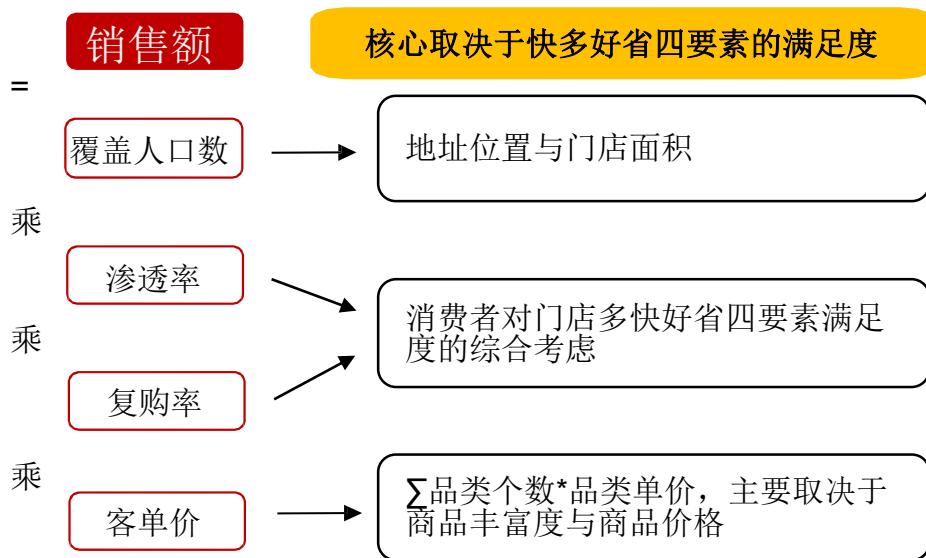 销售额
核心取决于快多好省四要素的满足度
=
覆盖人口数
地址位置与门店面积
乘
渗透率
消费者对门店多快好省四要素满足
度的综合考虑
乘
复购率
乘
客单价
∑品类个数*品类单价，主要取决于
商品丰富度与商品价格